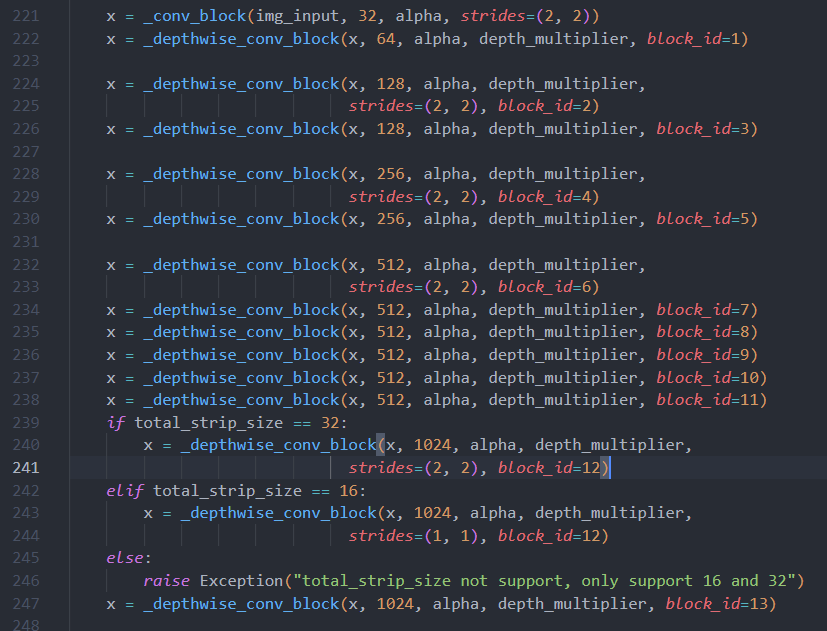 221 x = _conv_block(img_input, 32, alpha, strides=(2, 2))
222 x = _depthwise_conv_block(x, 64, alpha, depth_multiplier, block_id=1)
223
224 x = _depthwise_conv_block(x, 128, alpha, depth_multiplier,
225 strides=(2, 2), block_id=2)
226 x = _depthwise_conv_block(x, 128, alpha, depth_multiplier, block_id=3)
227
228 x = _depthwise_conv_block(x, 256, alpha, depth_multiplier,
229 strides=(2, 2), block_id=4)
230 x = _depthwise_conv_block(x, 256, alpha, depth_multiplier, block_id=5)
231
232 x = _depthwise_conv_block(x, 512, alpha, depth_multiplier,
233 strides=(2, 2), block_id=6)
234 x = _depthwise_conv_block(x, 512, alpha, depth_multiplier, block_id=7)
235 x = _depthwise_conv_block(x, 512, alpha, depth_multiplier, block_id=8)
236 x = _depthwise_conv_block(x, 512, alpha, depth_multiplier, block_id=9)
237 x = _depthwise_conv_block(x, 512, alpha, depth_multiplier, block_id=10)
238 x = _depthwise_conv_block(x, 512, alpha, depth_multiplier, block_id=11)
239 if total_strip_size == 32:
240 x = _depthwise_conv_block(x, 1024, alpha, depth_multiplier,
241 strides=(2, 2), block_id=12)
242 elif total_strip_size == 16:
243 x = _depthwise_conv_block(x, 1024, alpha, depth_multiplier,
244 strides=(1, 1), block_id=12)
245 else:
246 raise Exception("total_strip_size not support, only support 16 and 32")
247 x = _depthwise_conv_block(x, 1024, alpha, depth_multiplier, block_id=13)
248